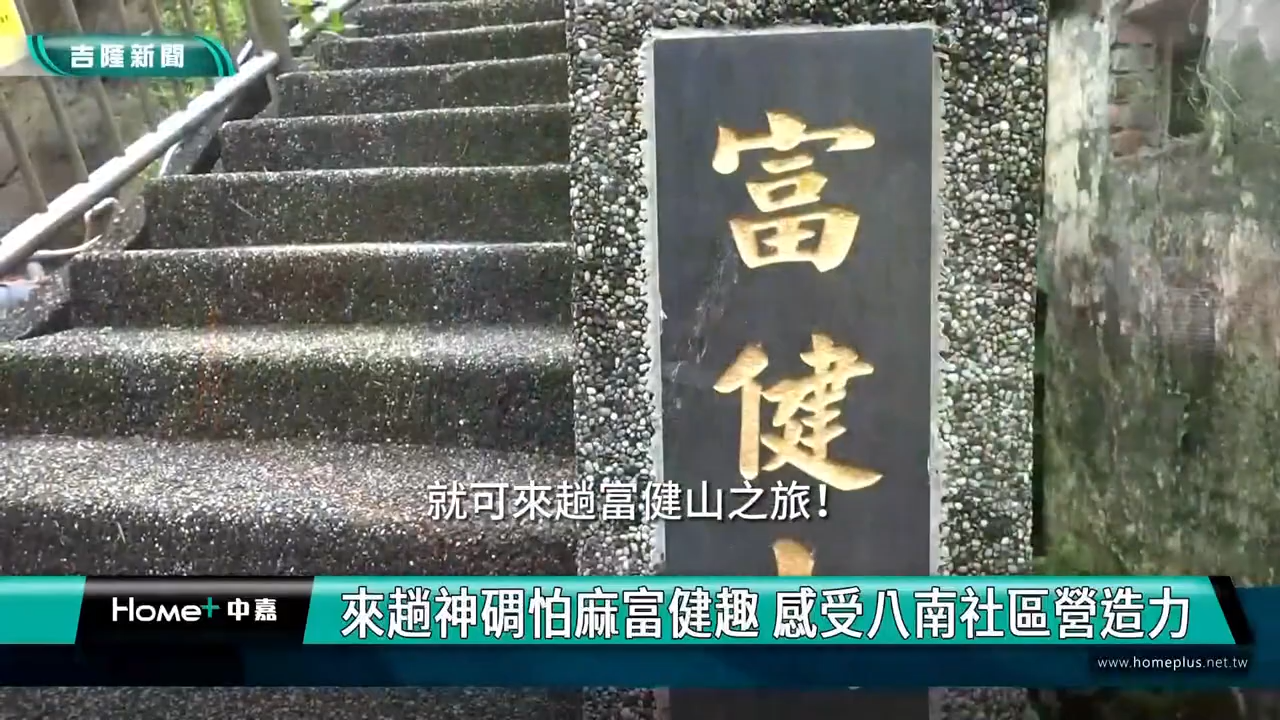 吉隆新聞
富健山
就可來趟富健山之旅!
Home+中嘉
來趟神碉怕麻富健趣 感受八南社區營造力
www.homeplus.net.tw